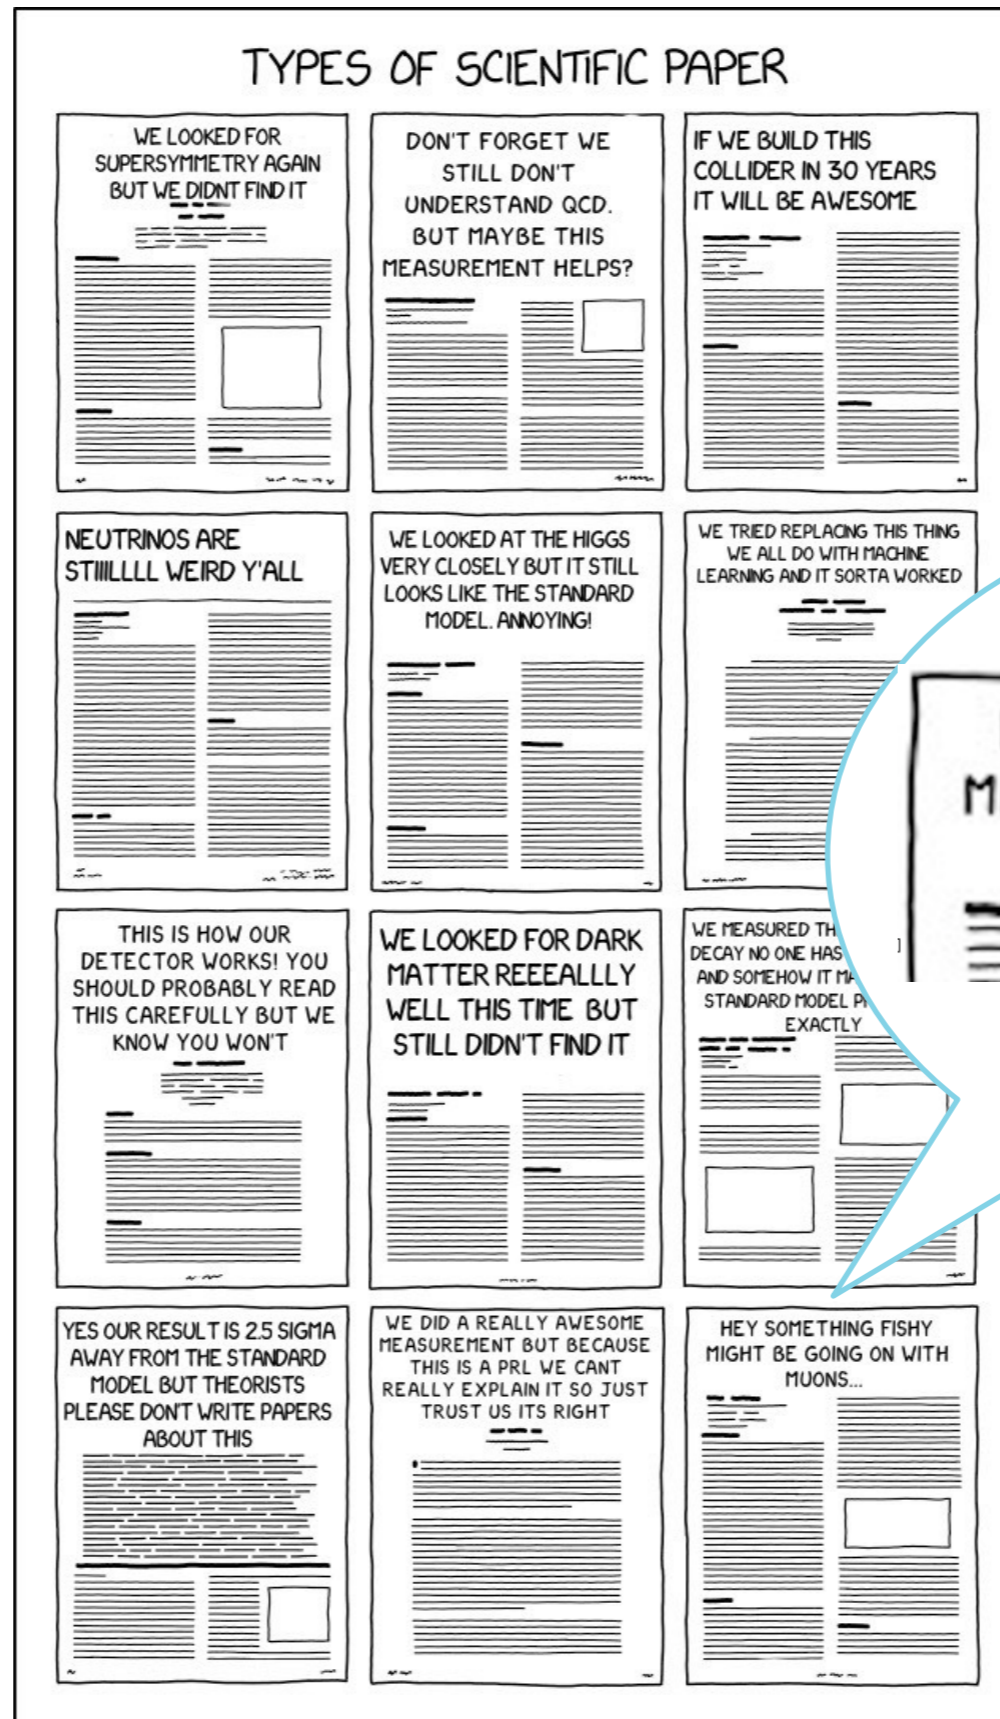 TYPES OF SCIENTIFIC PAPER
WE LOOKED FOR
SUPERSYMMETRY AGAIN
BUT WE DIDNT FIND IT
DON'T FORGET WE
STILL DON'T
UNDERSTAND QCD.
BUT MAYBE THIS
MEASUREMENT HELPS?
IF WE BUILD THIS
COLLIDER IN 30 YEARS
IT WILL BE AWESOME
NEUTRINOS ARE
STIIILLLL WEIRD Y'ALL
WE LOOKED AT THE HIGGS
VERY CLOSELY BUT IT STILL
LOOKS LIKE THE STANDARD
MODEL. ANNOYING!
WE TRIED REPLACING THIS THING
WE ALL DO WITH MACHINE
LEARNING AND IT SORTA WORKED
M
THIS IS HOW OUR
DETECTOR WORKS! YOU
SHOULD PROBABLY READ
THIS CAREFULLY BUT WE
KNOW YOU WON'T
WE LOOKED FOR DARK
MATTER REEEALLLY
WELL THIS TIME BUT
STILL DIDN'T FIND IT
WE MEASURED TH
DECAY NO ONE HAS
]
AND SOMEHOW IT MA
STANDARD MODEL P
EXACTLY
YES OUR RESULT IS 2.5 SIGMA
AWAY FROM THE STANDARD
MODEL BUT THEORISTS
PLEASE DON'T WRITE PAPERS
ABOUT THIS
WE DID A REALLY AWESOME
MEASUREMENT BUT BECAUSE
THIS IS A PRL WE CANT
REALLY EXPLAIN IT SO JUST
TRUST US ITS RIGHT
HEY SOMETHING FISHY
MIGHT BE GOING ON WITH
MUONS...